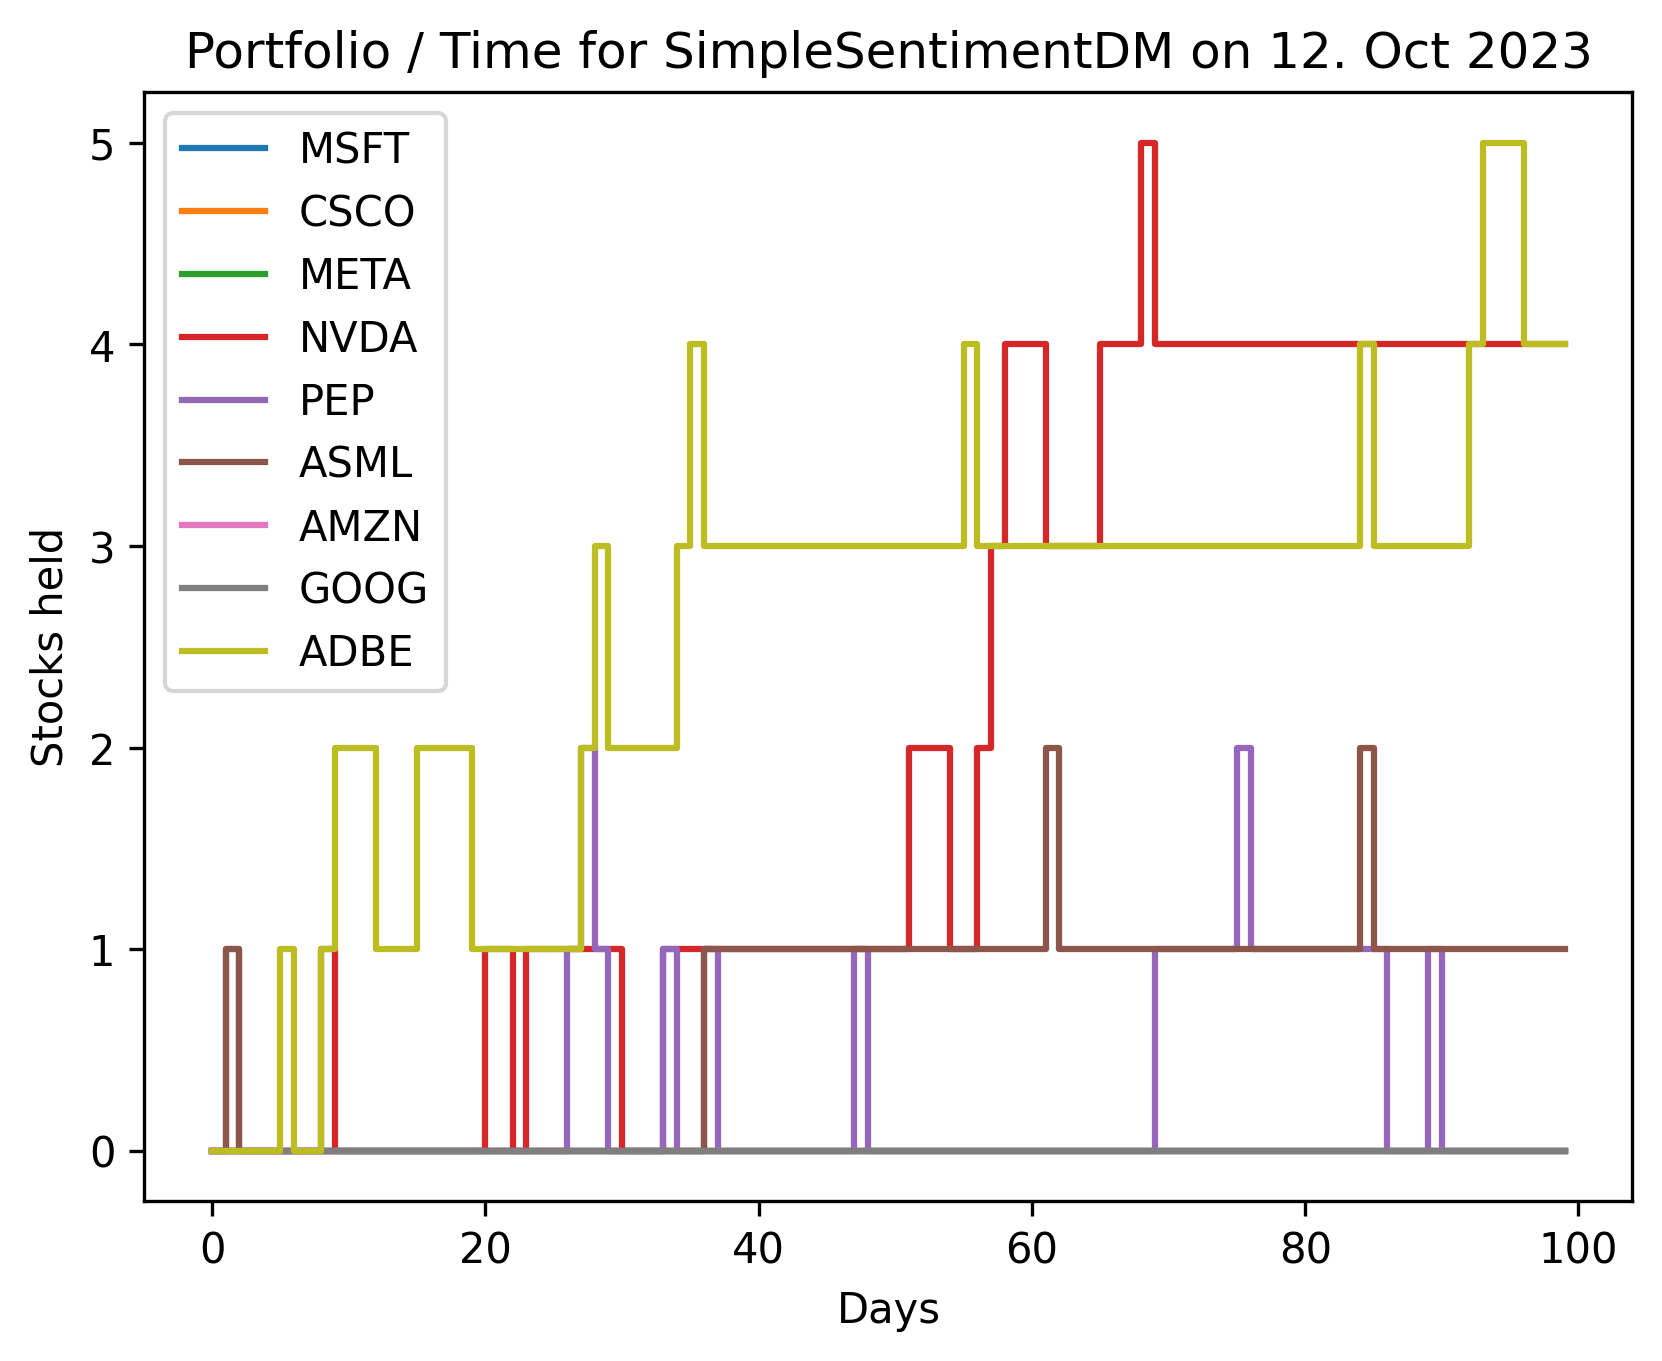 Portfolio / Time for SimpleSentimentDM on 12. Oct 2023
MSFT
CSCO
META
NVDA
PEP
ASML
AMZN
GOOG
ADBE
Stocks held
5
4
3
2
1
0
0 20 40 60 80 100
Days